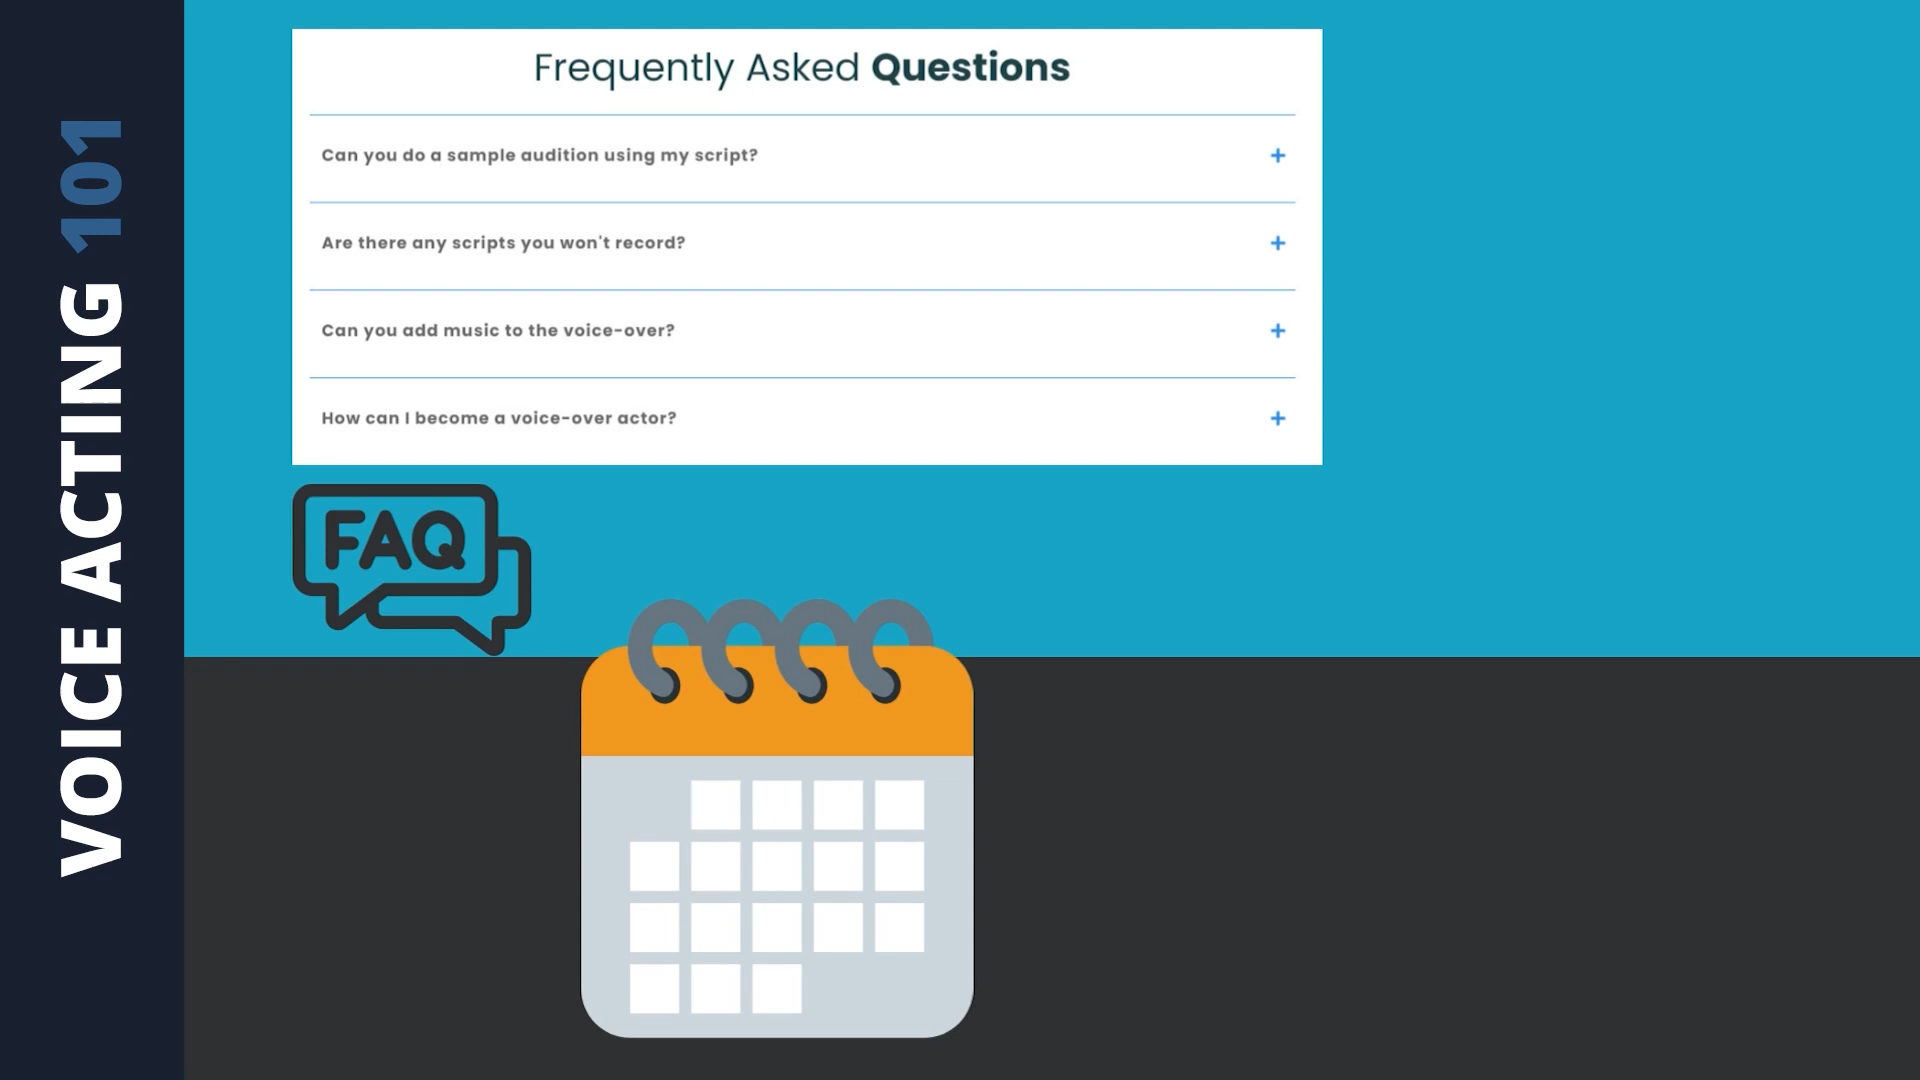 VOICE ACTING 101
Frequently Asked Questions
Can you do a sample audition using my script?
+
Are there any scripts you won't record?
+
Can you add music to the voice-over?
+
How can I become a voice-over actor?
+
FAQ